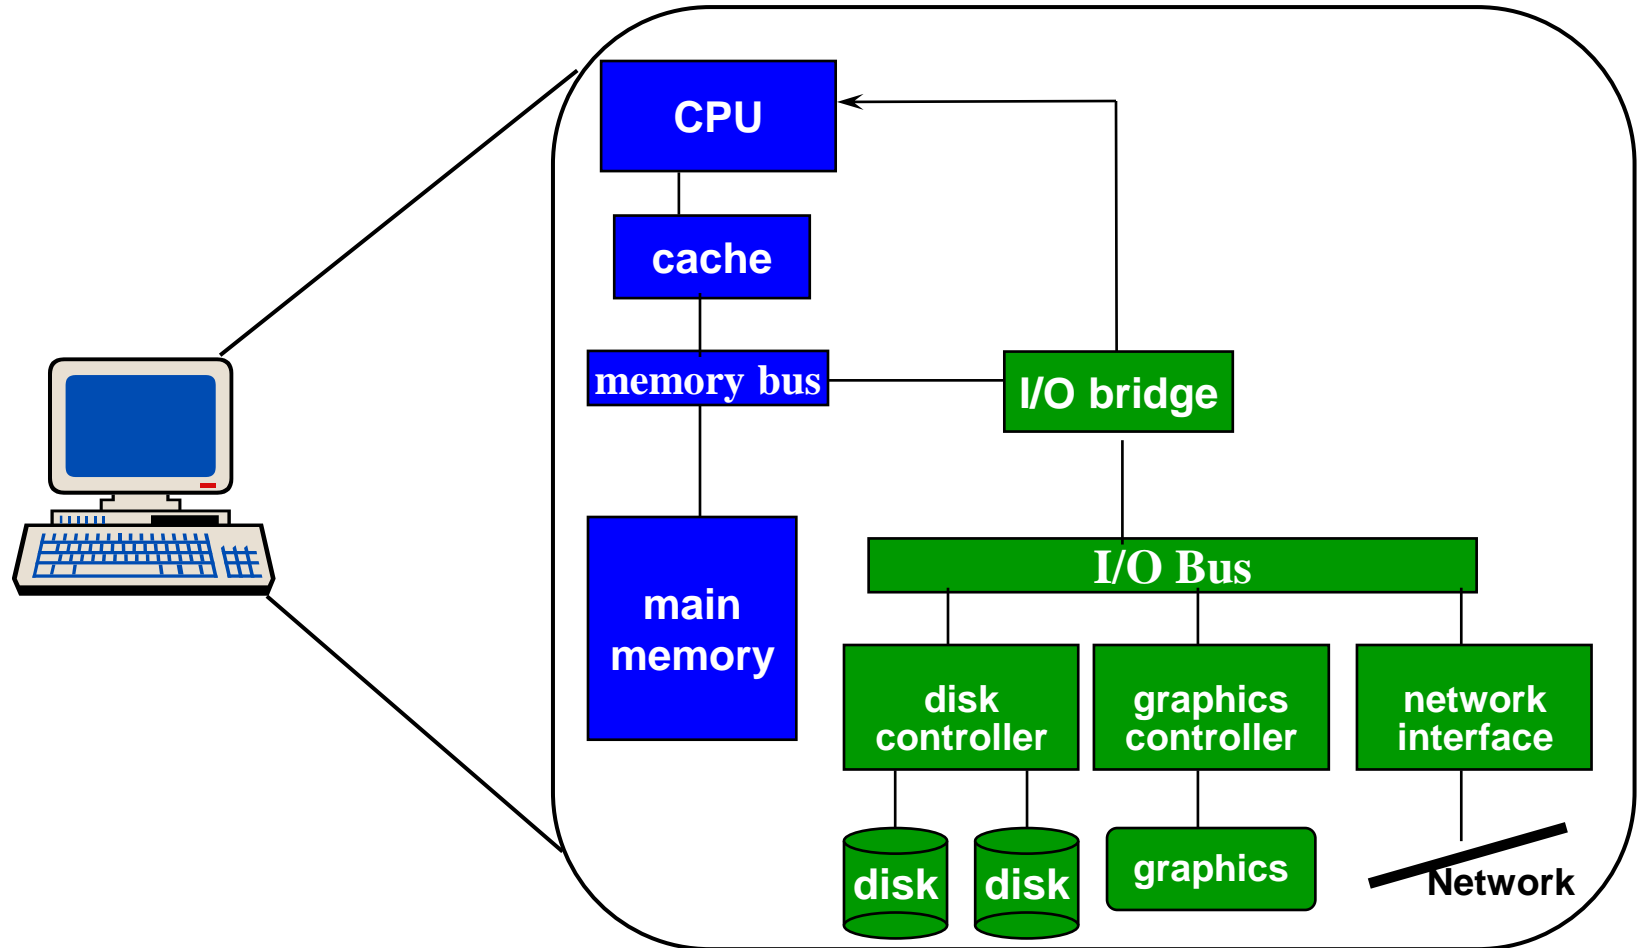 CPU
cache
memory bus
I/O bridge
main
memory
I/O Bus
disk
controller
graphics
controller
network
interface
disk
disk
graphics
Network